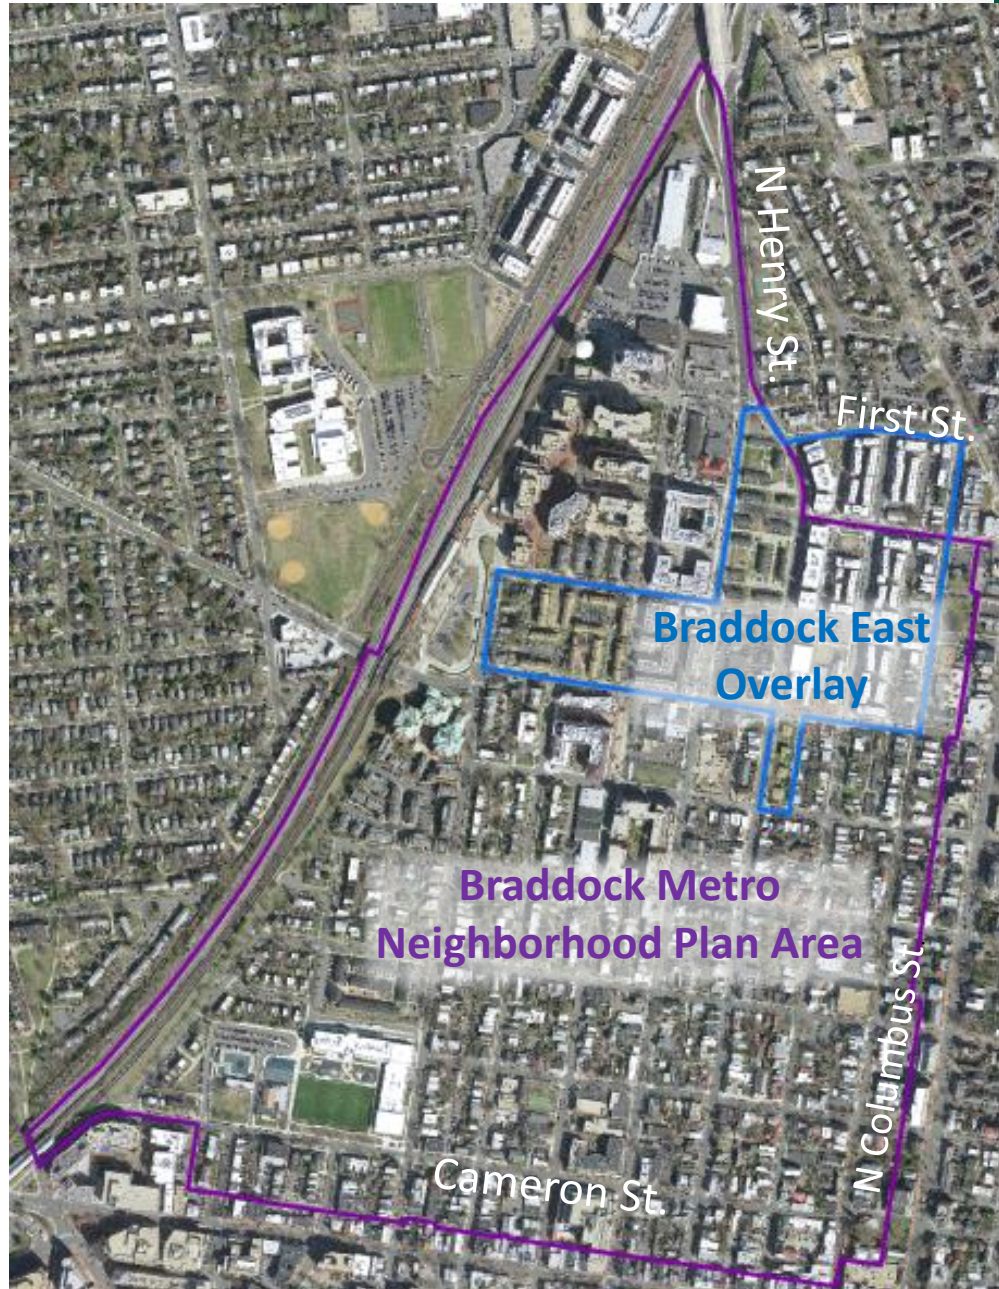 N Henry St.
First St.
Braddock East
Overlay
Braddock Metro
Neighborhood Plan Area
N Columbus St.
Cameron St.